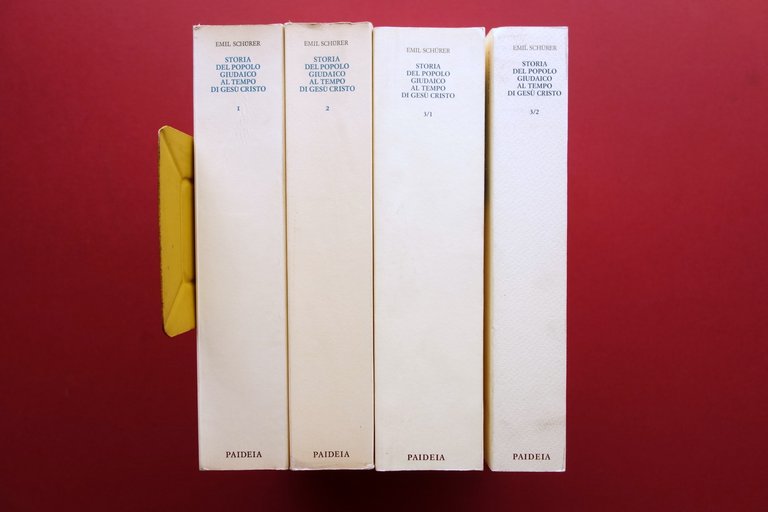 EMIL SCHÜRER
STORIA
DEL POPOLO
GIUDAICO
AL TEMPO
DI GESÙ CRISTO
1
PAIDEIA
EMIL SCHÜRER
STORIA
DEL POPOLO
GIUDAICO
AL TEMPO
DI GESÙ CRISTO
2
PAIDEIA
EMIL SCHÜRER
STORIA
DEL POPOLO
GIUDAICO
AL TEMPO
DI GESÙ CRISTO
3/1
PAIDEIA
EMIL SCHÜRER
STORIA
DEL POPOLO
GIUDAICO
AL TEMPO
DI GESÙ CRISTO
3/2
PAIDEIA